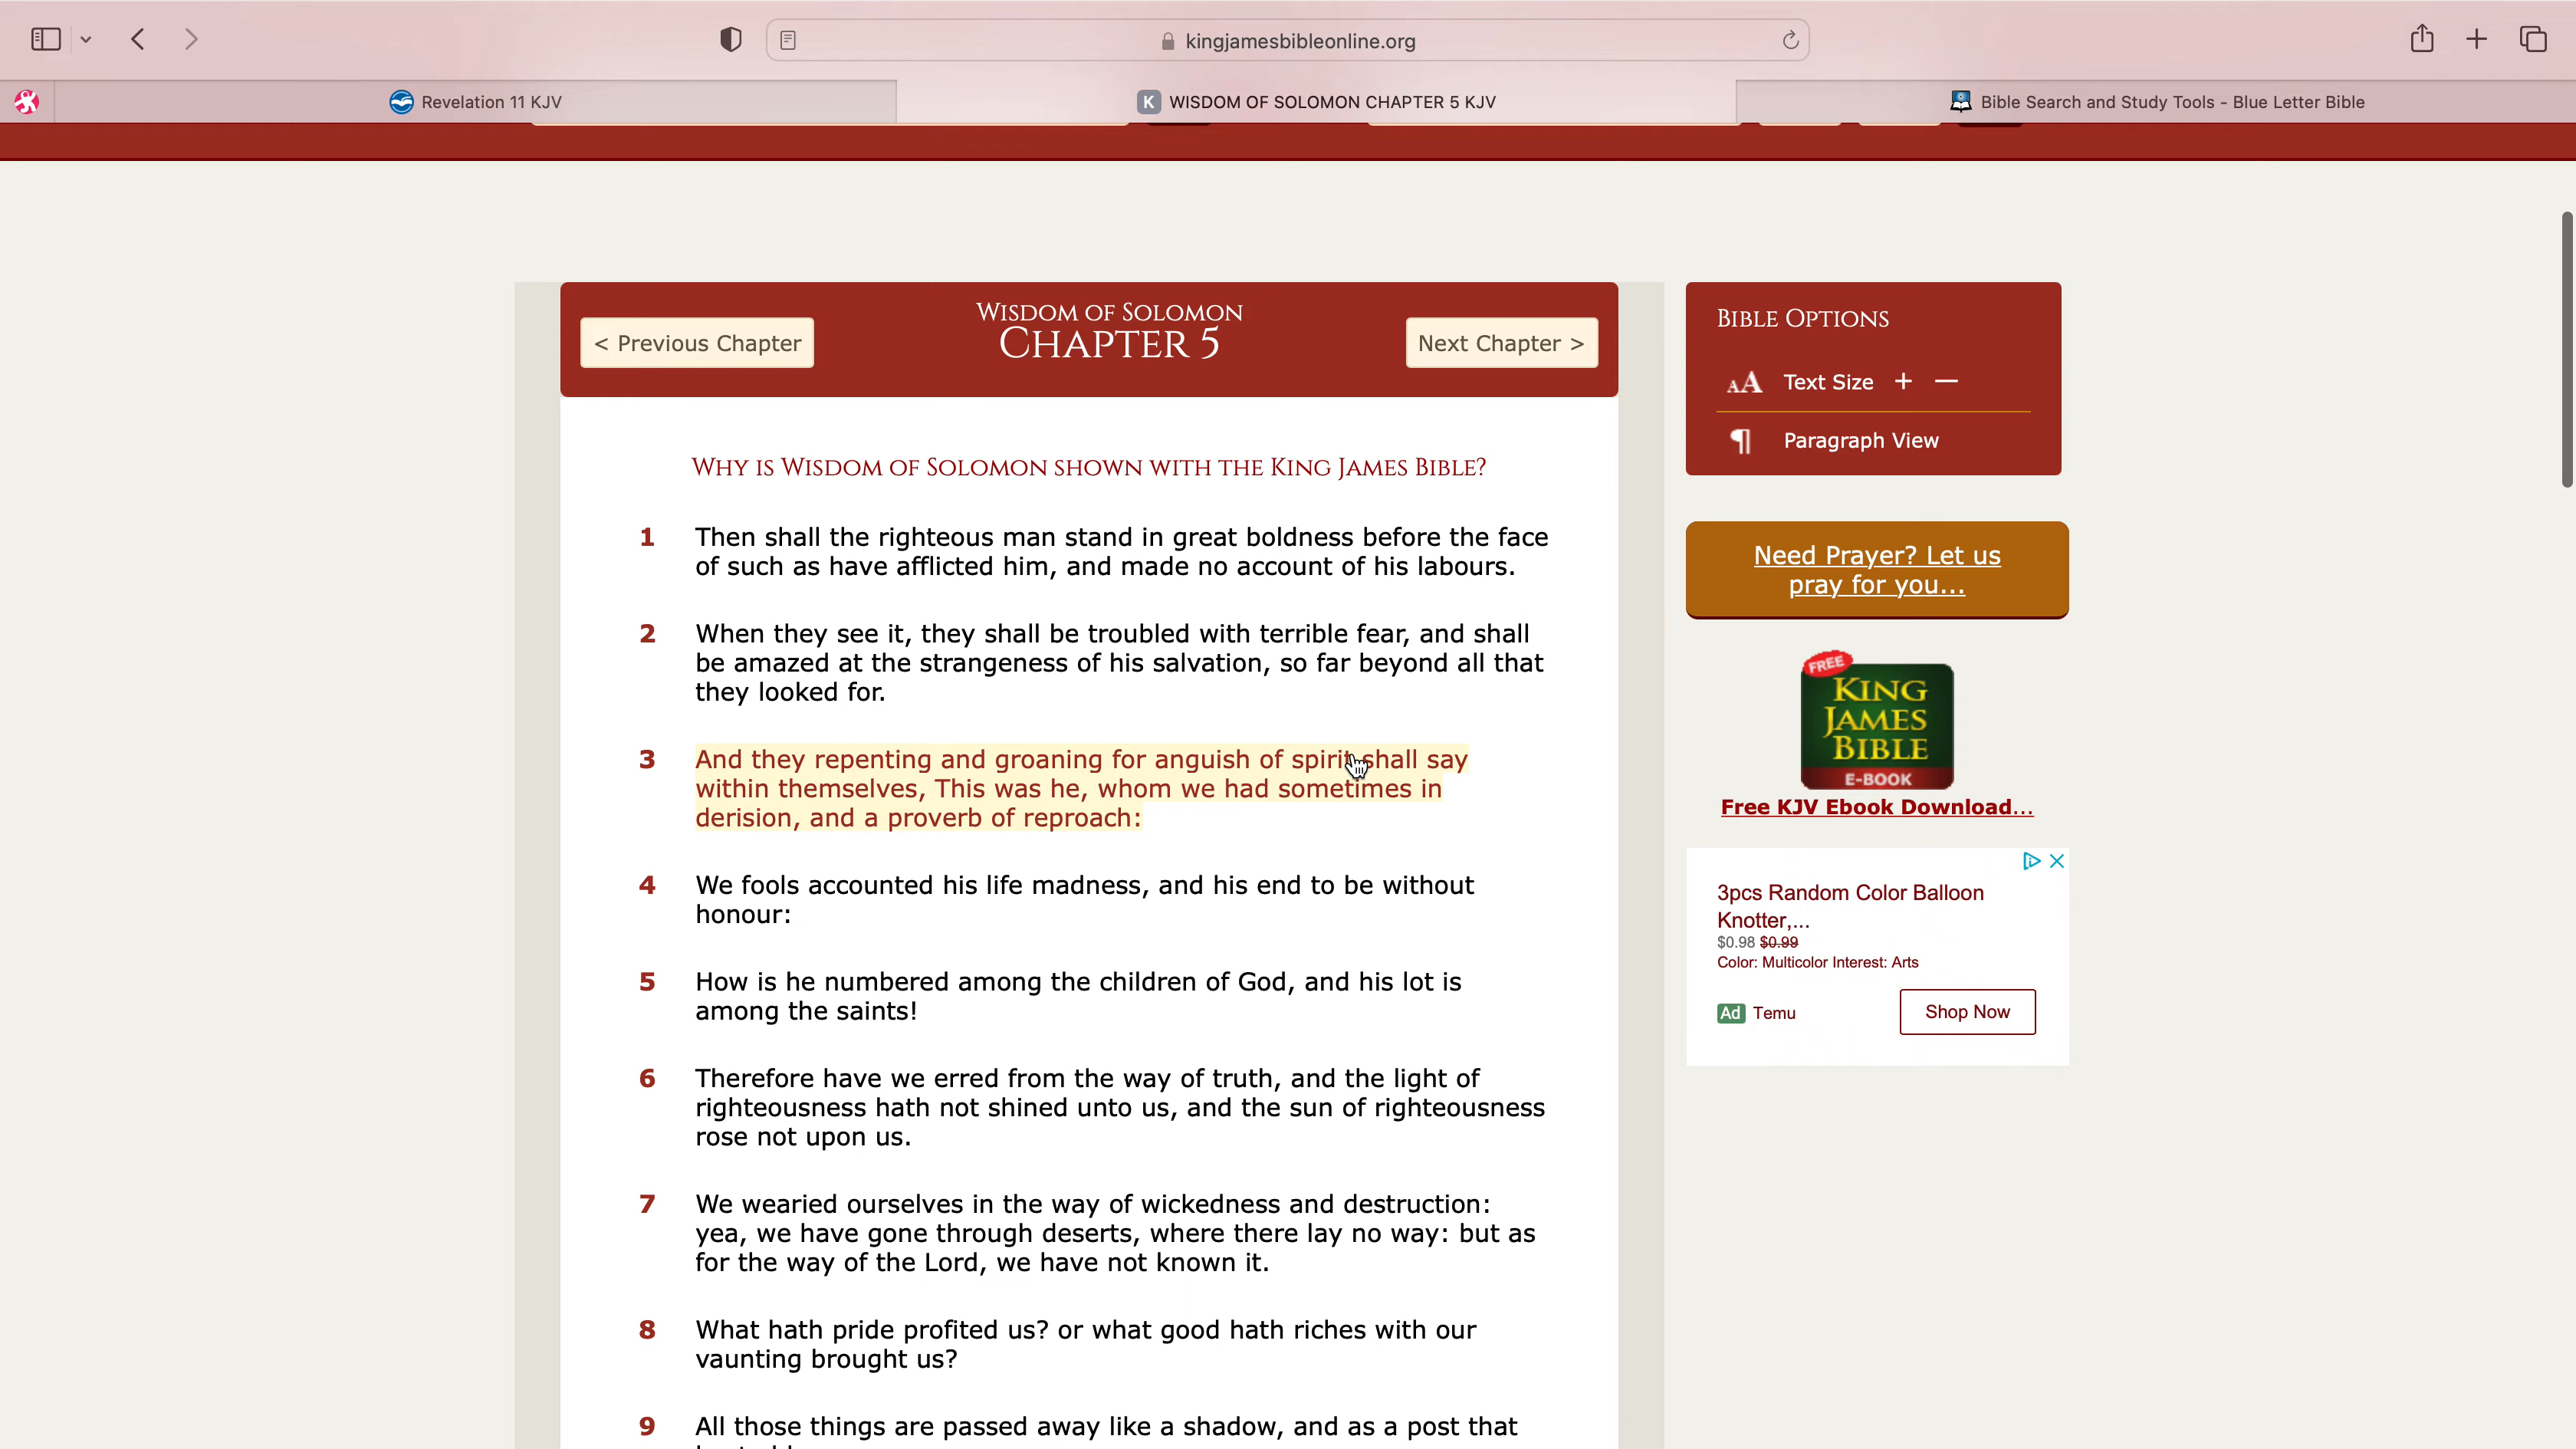 kingjamesbibleonline.org
Revelation 11 KJV
K WISDOM OF SOLOMON CHAPTER 5 KJV
Bible Search and Study Tools - Blue Letter Bible
< Previous Chapter
WISDOM OF SOLOMON
CHAPTER 5
Next Chapter >
WHY IS WISDOM OF SOLOMON SHOWN WITH THE KING JAMES BIBLE?
1 Then shall the righteous man stand in great boldness before the face
of such as have afflicted him, and made no account of his labours.
2 When they see it, they shall be troubled with terrible fear, and shall
be amazed at the strangeness of his salvation, so far beyond all that
they looked for.
3 And they repenting and groaning for anguish of spirit shall say
within themselves, This was he, whom we had sometimes in
derision, and a proverb of reproach:
4 We fools accounted his life madness, and his end to be without
honour:
5 How is he numbered among the children of God, and his lot is
among the saints!
6 Therefore have we erred from the way of truth, and the light of
righteousness hath not shined unto us, and the sun of righteousness
rose not upon us.
7 We wearied ourselves in the way of wickedness and destruction:
yea, we have gone through deserts, where there lay no way: but as
for the way of the Lord, we have not known it.
8 What hath pride profited us? or what good hath riches with our
vaunting brought us?
9 All those things are passed away like a shadow, and as a post that
BIBLE OPTIONS
AA Text Size + —
¶ Paragraph View
Need Prayer? Let us
pray for you...
FREE
KING
JAMES
BIBLE
E-BOOK
Free KJV Ebook Download...
3pcs Random Color Balloon
Knotter,...
$0.98 $0.99
Color: Multicolor Interest: Arts
Ad Temu
Shop Now